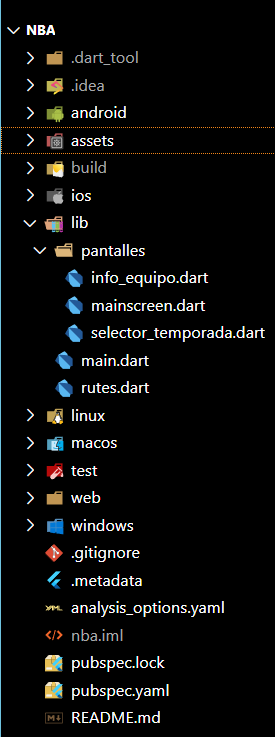 NBA
.dart_tool
.idea
android
assets
build
ios
lib
pantalles
info_equipo.dart
mainscreen.dart
selector_temporada.dart
main.dart
rutes.dart
linux
macos
test
web
windows
.gitignore
.metadata
analysis_options.yaml
nba.iml
pubspec.lock
pubspec.yaml
README.md